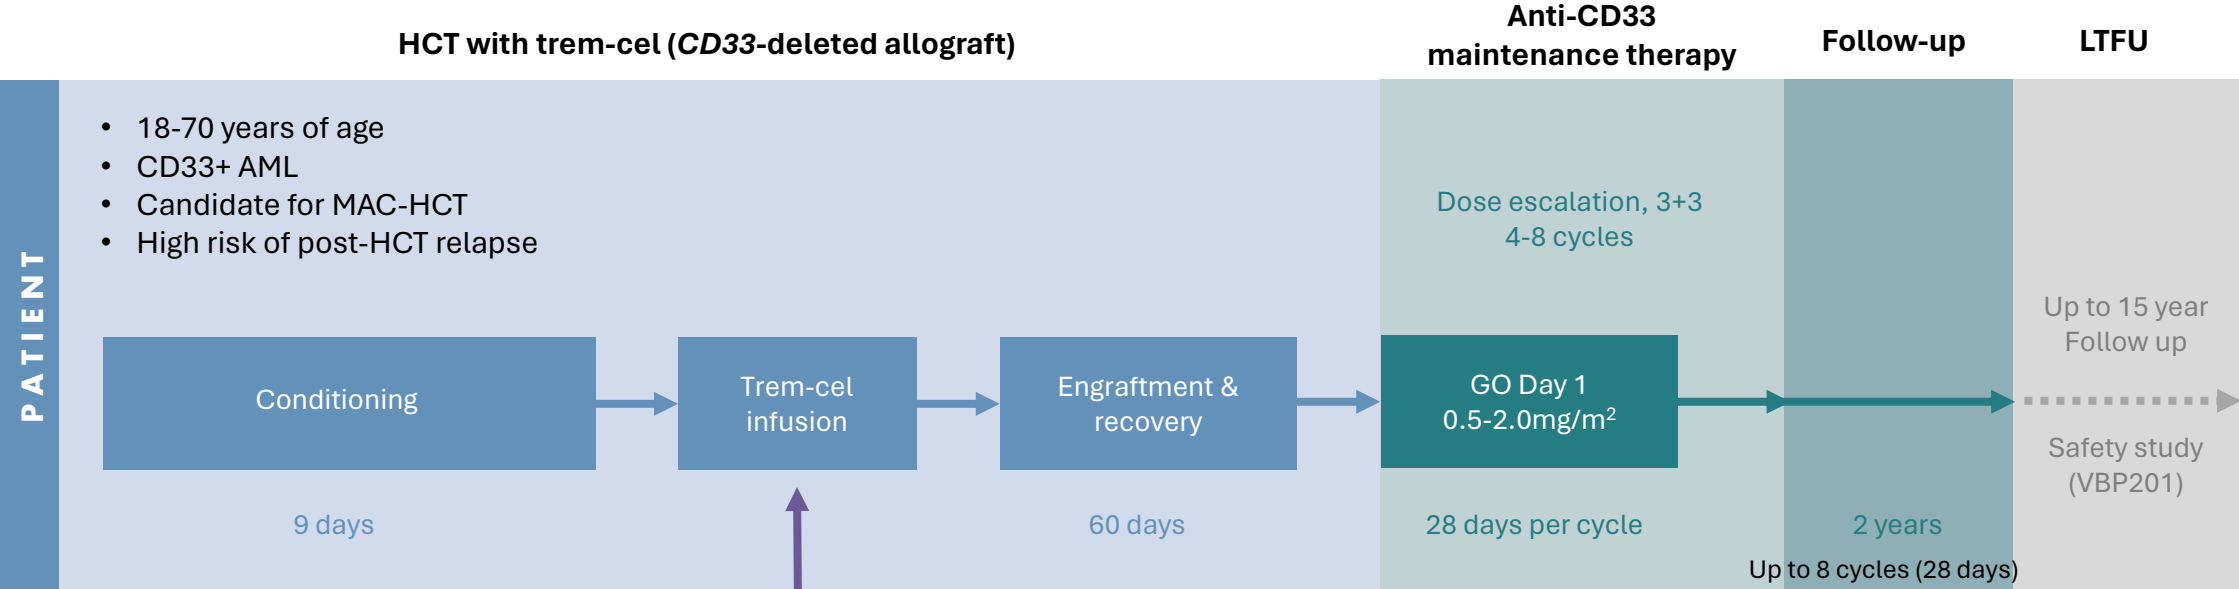 HCT with trem-cel (CD33-deleted allograft)
Anti-CD33
maintenance therapy
Follow-up
LTFU
PATIENT
• 18-70 years of age
• CD33+ AML
• Candidate for MAC-HCT
• High risk of post-HCT relapse
Conditioning
9 days
Trem-cel
infusion
Engraftment &
recovery
60 days
Dose escalation, 3+3
4-8 cycles
GO Day 1
0.5-2.0mg/m²
28 days per cycle
2 years
Up to 8 cycles (28 days)
Up to 15 year
Follow up
Safety study
(VBP201)